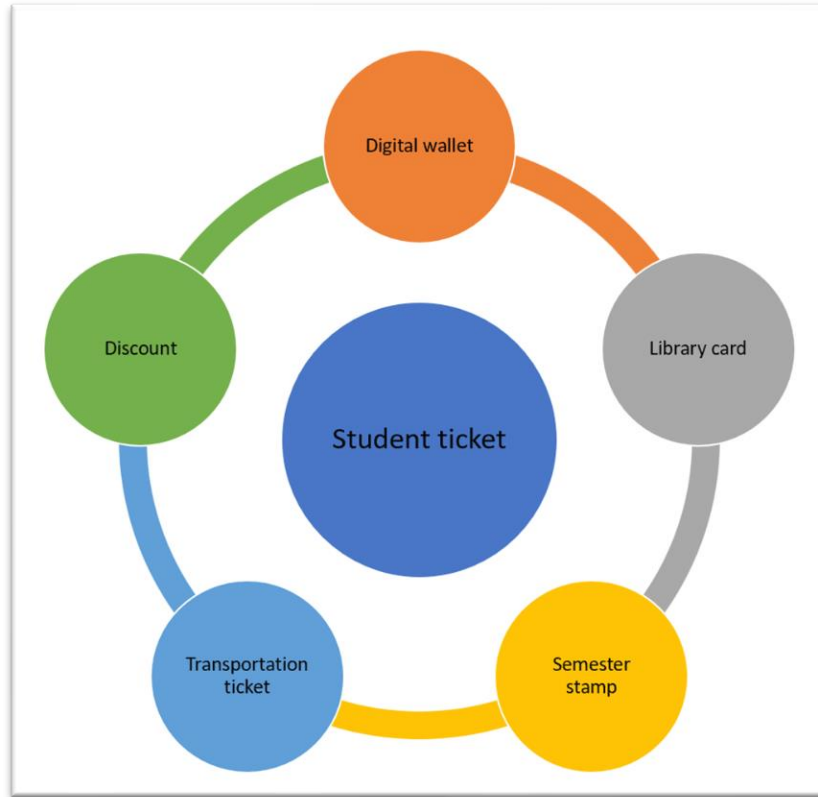 Digital wallet
Discount
Library card
Student ticket
Transportation
ticket
Semester
stamp